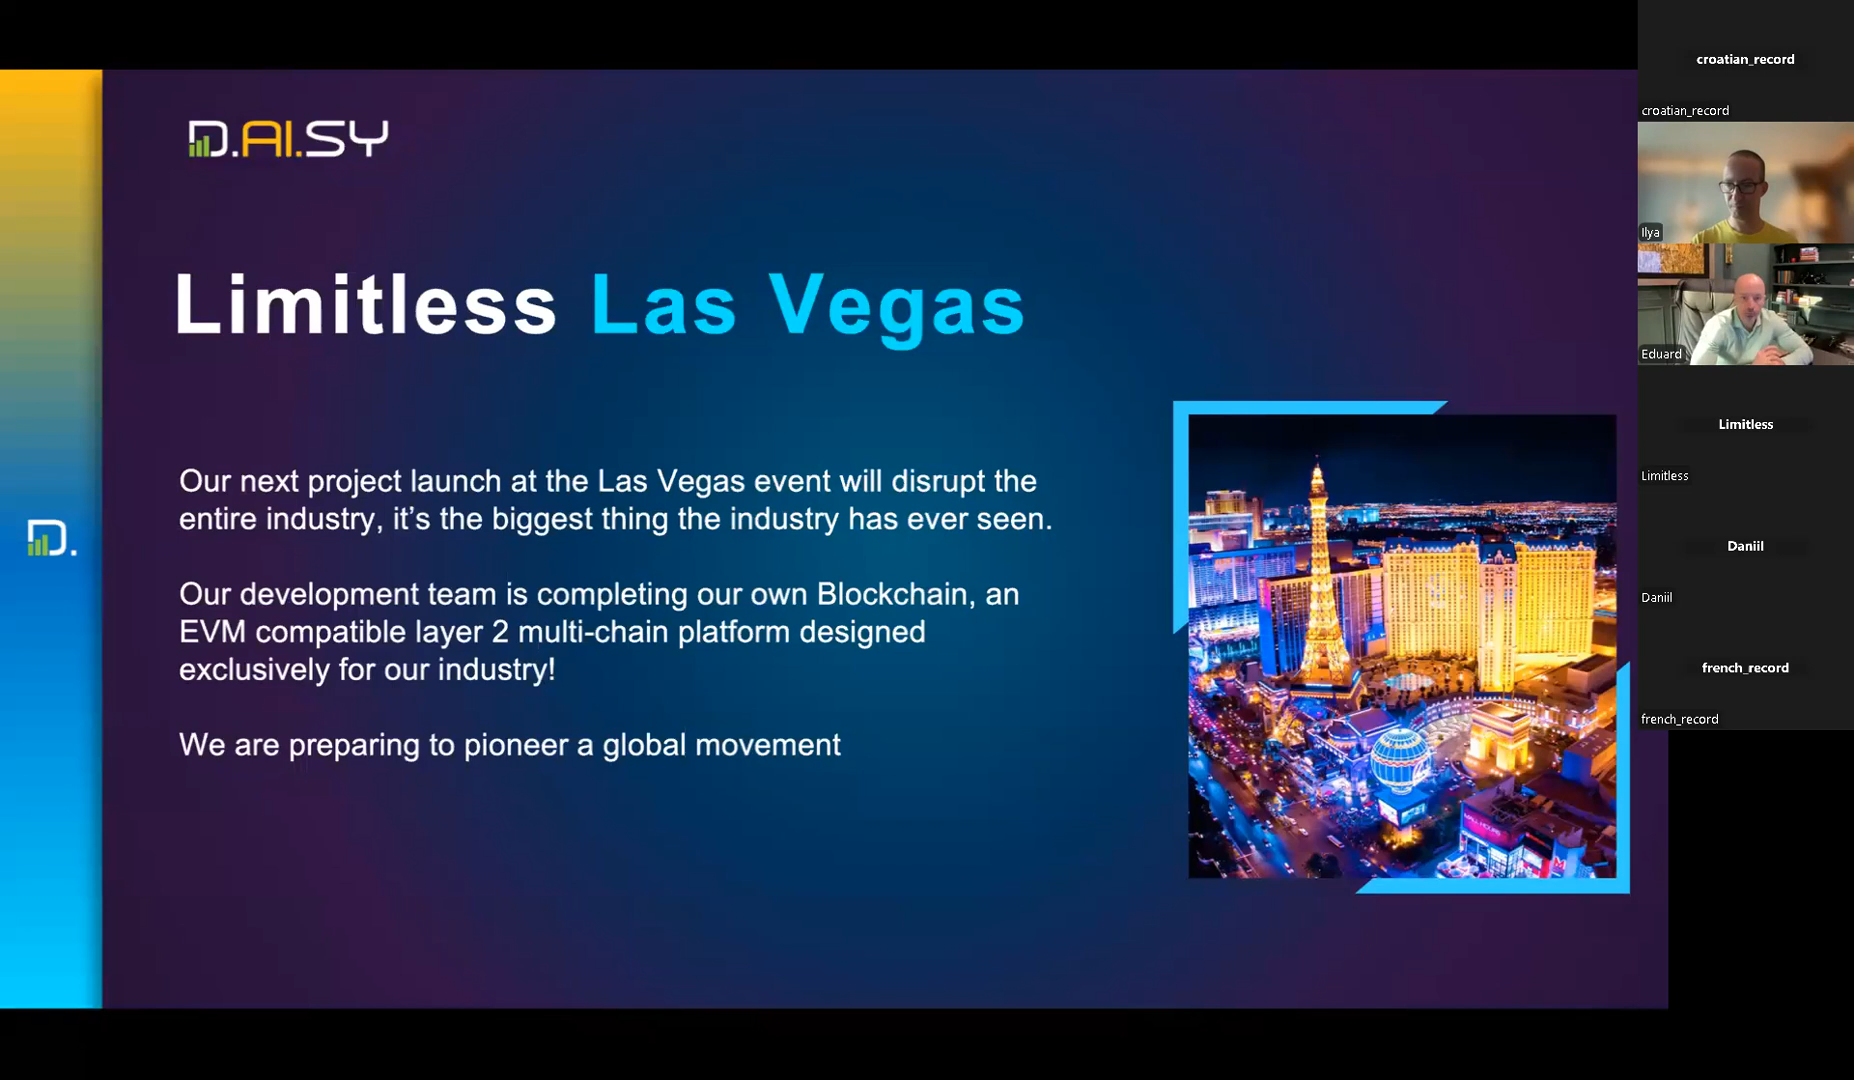 D.AI.SY
Limitless Las Vegas
Our next project launch at the Las Vegas event will disrupt the
entire industry, it's the biggest thing the industry has ever seen.
Our development team is completing our own Blockchain, an
EVM compatible layer 2 multi-chain platform designed
exclusively for our industry!
We are preparing to pioneer a global movement
D.
croatian_record
croatian_record
Ilya
Eduard
Limitless
Limitless
Daniil
Daniil
french_record
french_record